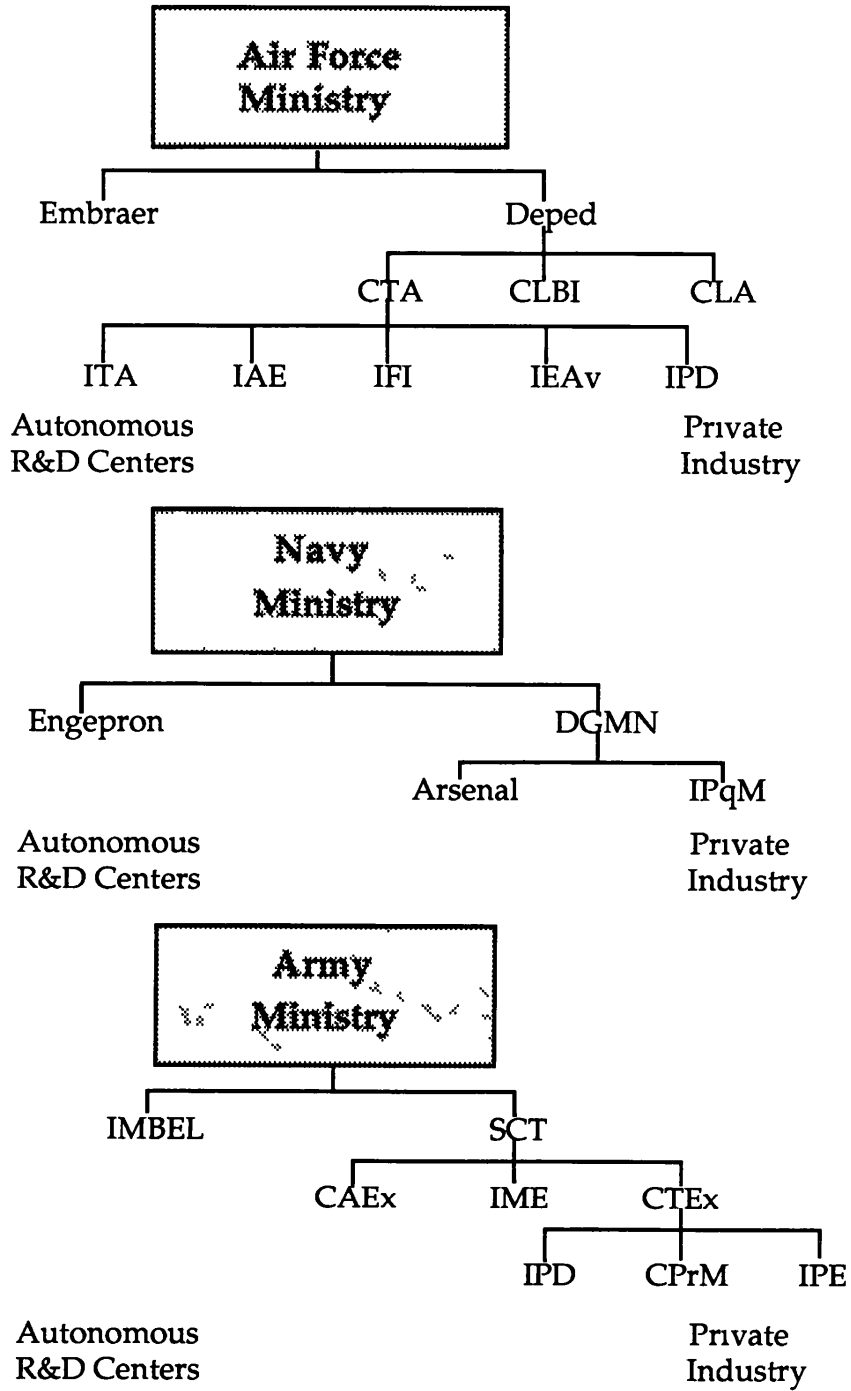 Air Force
Ministry
Embraer Deped
CTA CLBI CLA
ITA IAE IFI IEAv IPD
Autonomous Private
R&D Centers Industry
Navy
Ministry
Engepron DGMN
Arsenal IPqM
Autonomous Private
R&D Centers Industry
Army
Ministry
IMBEL SCT
CAEx IME CTEx
IPD CPrM IPE
Autonomous Private
R&D Centers Industry